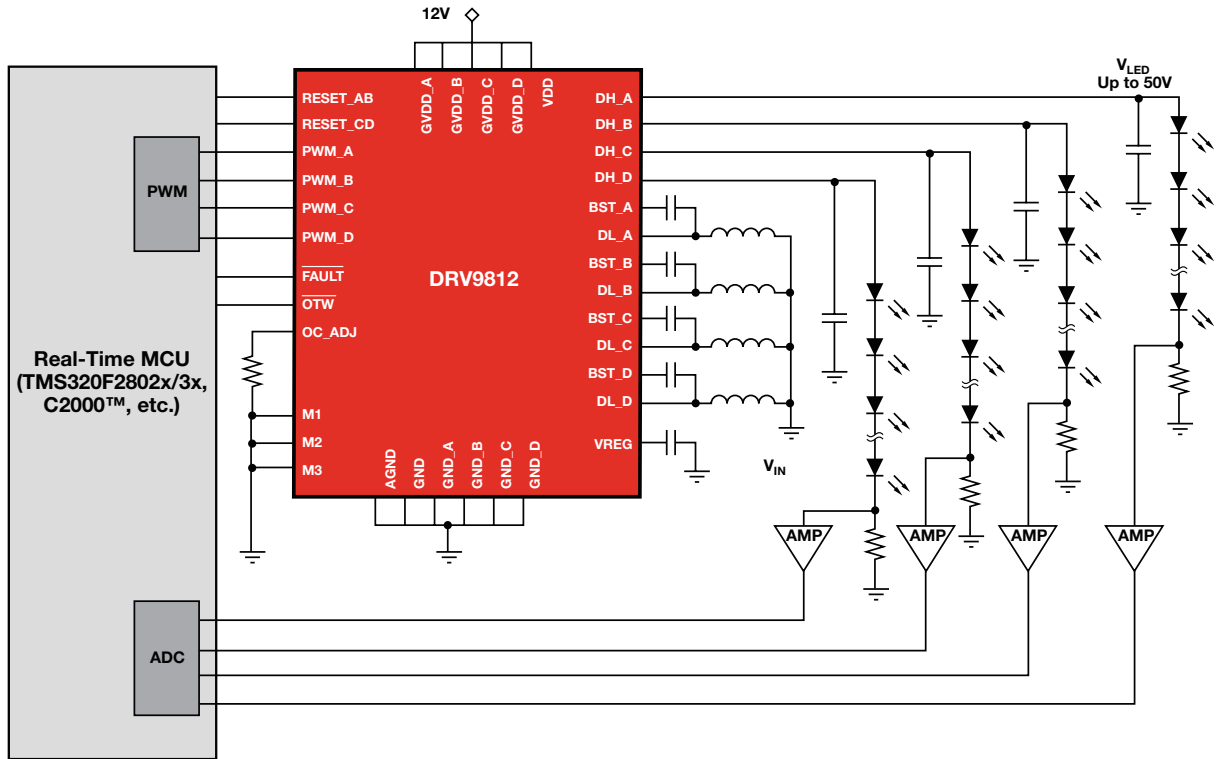 12V
GVDD_A
GVDD_B
GVDD_C
GVDD_D
VDD
RESET_AB
RESET_CD
PWM_A
PWM_B
PWM_C
PWM_D
FAULT
OTW
OC_ADJ
M1
M2
M3
DRV9812
DH_A
DH_B
DH_C
DH_D
BST_A
DL_A
BST_B
DL_B
BST_C
DL_C
BST_D
DL_D
VREG
AGND
GND
GND_A
GND_B
GND_C
GND_D
VLED
Up to 50V
VIN
PWM
Real-Time MCU
(TMS320F2802x/3x,
C2000™, etc.)
ADC
AMP
AMP
AMP
AMP